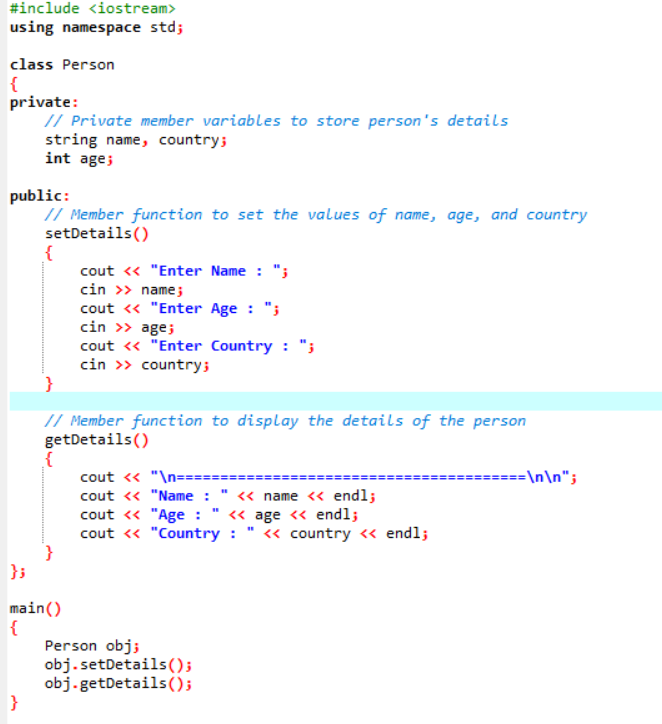 #include <iostream>
using namespace std;
class Person
{
private:
// Private member variables to store person's details
string name, country;
int age;
public:
// Member function to set the values of name, age, and country
setDetails()
{
cout << "Enter Name : ";
cin >> name;
cout << "Enter Age : ";
cin >> age;
cout << "Enter Country : ";
cin >> country;
}
// Member function to display the details of the person
getDetails()
{
cout << "\n========================================\n\n";
cout << "Name : " << name << endl;
cout << "Age : " << age << endl;
cout << "Country : " << country << endl;
}
};
main()
{
Person obj;
obj.setDetails();
obj.getDetails();
}